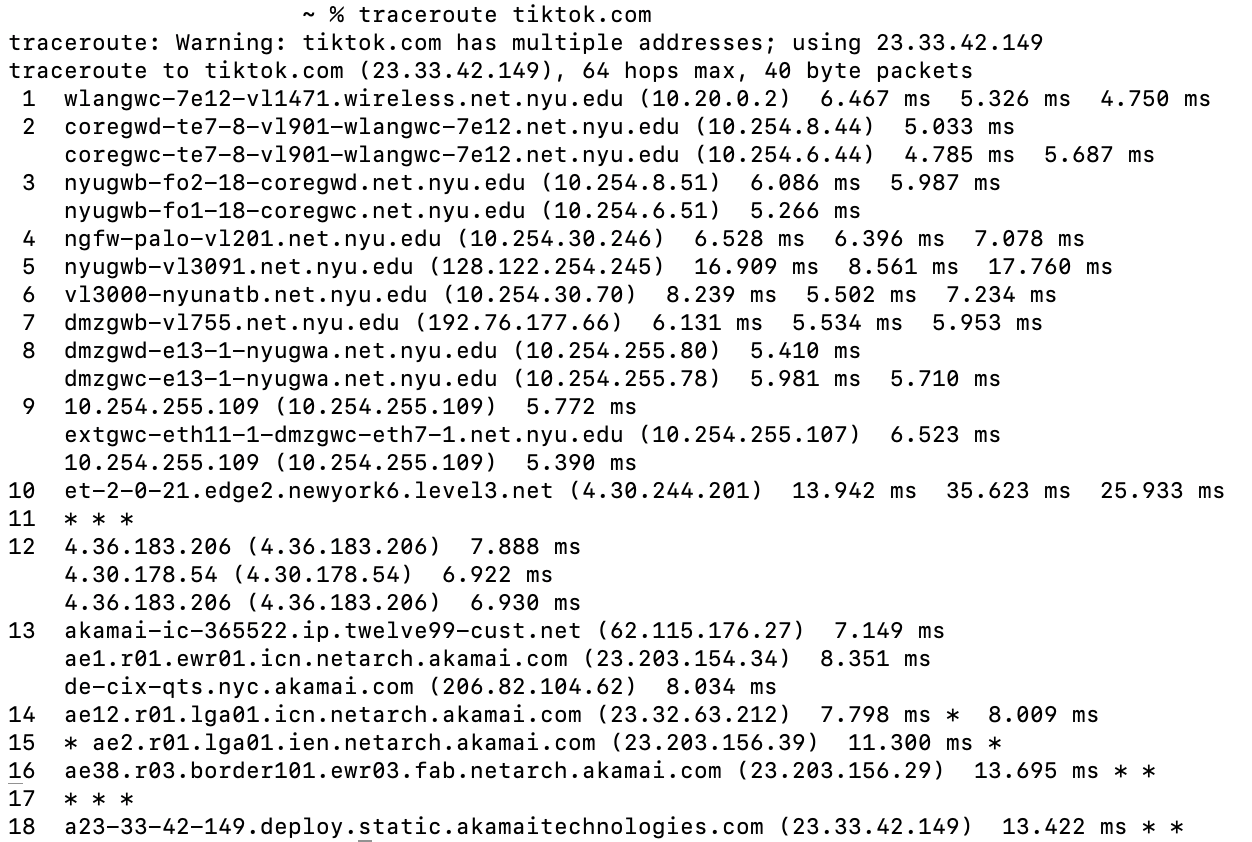 ~ % traceroute tiktok.com
traceroute: Warning: tiktok.com has multiple addresses; using 23.33.42.149
traceroute to tiktok.com (23.33.42.149), 64 hops max, 40 byte packets
1 wlangwc-7e12-vl1471.wireless.net.nyu.edu (10.20.0.2) 6.467 ms 5.326 ms 4.750 ms
2 coregwd-te7-8-vl901-wlangwc-7e12.net.nyu.edu (10.254.8.44) 5.033 ms
coregwc-te7-8-vl901-wlangwc-7e12.net.nyu.edu (10.254.6.44) 4.785 ms 5.687 ms
3 nyugwb-fo2-18-coregwd.net.nyu.edu (10.254.8.51) 6.086 ms 5.987 ms
nyugwb-fo1-18-coregwc.net.nyu.edu (10.254.6.51) 5.266 ms
4 ngfw-palo-vl201.net.nyu.edu (10.254.30.246) 6.528 ms 6.396 ms 7.078 ms
5 nyugwb-vl3091.net.nyu.edu (128.122.254.245) 16.909 ms 8.561 ms 17.760 ms
6 vl3000-nyunatb.net.nyu.edu (10.254.30.70) 8.239 ms 5.502 ms 7.234 ms
7 dmzgwb-vl755.net.nyu.edu (192.76.177.66) 6.131 ms 5.534 ms 5.953 ms
8 dmzgwd-e13-1-nyugwa.net.nyu.edu (10.254.255.80) 5.410 ms
dmzgwc-e13-1-nyugwa.net.nyu.edu (10.254.255.78) 5.981 ms 5.710 ms
9 10.254.255.109 (10.254.255.109) 5.772 ms
extgwc-eth11-1-dmzgwc-eth7-1.net.nyu.edu (10.254.255.107) 6.523 ms
10.254.255.109 (10.254.255.109) 5.390 ms
10 et-2-0-21.edge2.newyork6.level3.net (4.30.244.201) 13.942 ms 35.623 ms 25.933 ms
11 * * *
12 4.36.183.206 (4.36.183.206) 7.888 ms
4.30.178.54 (4.30.178.54) 6.922 ms
4.36.183.206 (4.36.183.206) 6.930 ms
13 akamai-ic-365522.ip.twelve99-cust.net (62.115.176.27) 7.149 ms
ae1.r01.ewr01.icn.netarch.akamai.com (23.203.154.34) 8.351 ms
de-cix-qts.nyc.akamai.com (206.82.104.62) 8.034 ms
14 ae12.r01.lga01.icn.netarch.akamai.com (23.32.63.212) 7.798 ms * 8.009 ms
15 * ae2.r01.lga01.ien.netarch.akamai.com (23.203.156.39) 11.300 ms *
16 ae38.r03.border101.ewr03.fab.netarch.akamai.com (23.203.156.29) 13.695 ms * *
17 * * *
18 a23-33-42-149.deploy.static.akamaitechnologies.com (23.33.42.149) 13.422 ms * *